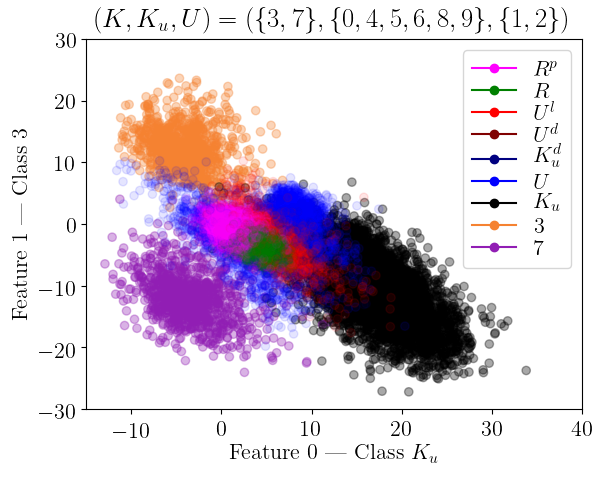 (K, K_u, U) = ({3, 7}, {0, 4, 5, 6, 8, 9}, {1, 2})
30
20
10
0
−10
−20
−30
Feature 1 — Class 3
R^p
R
U^l
U^d
K_u^d
U
K_u
3
7
−10
0
10
20
30
40
Feature 0 — Class K_u